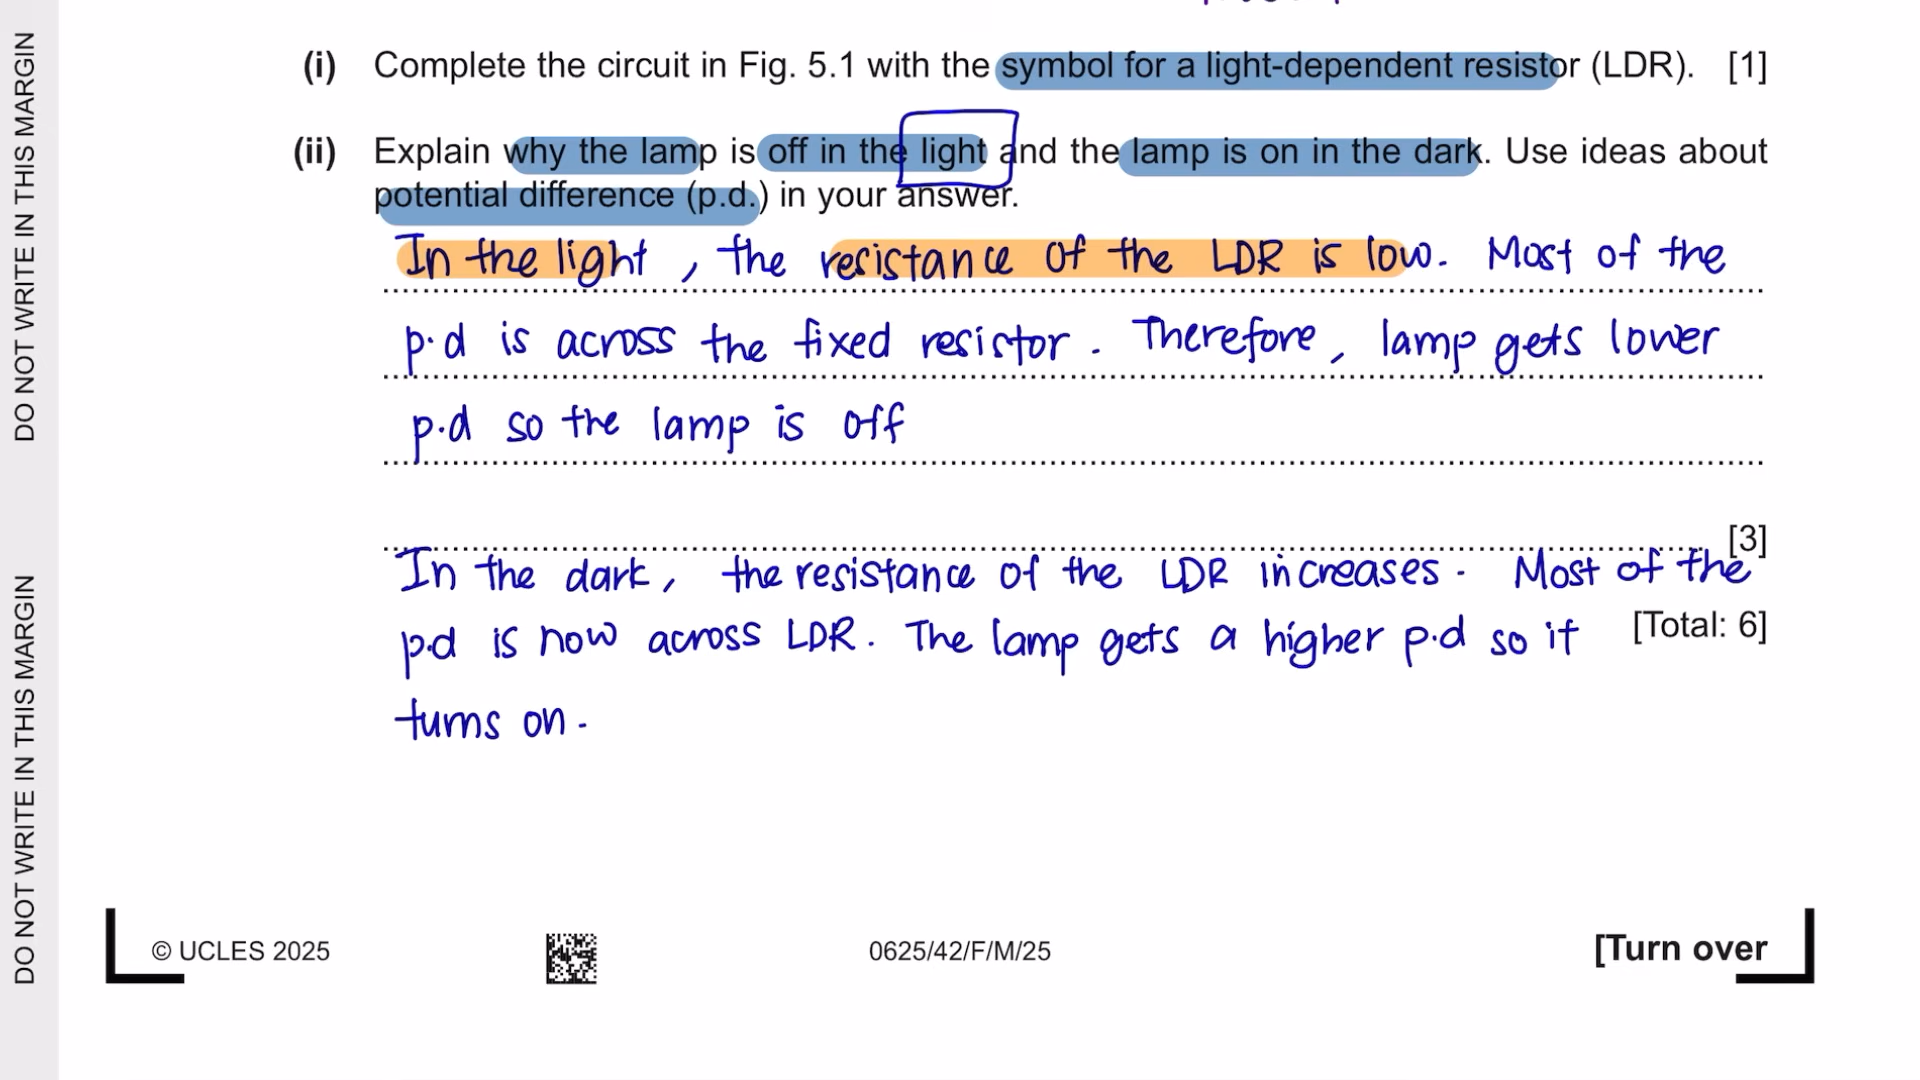 DO NOT WRITE IN THIS MARGIN
DO NOT WRITE IN THIS MARGIN
(i) Complete the circuit in Fig. 5.1 with the symbol for a light-dependent resistor (LDR). [1]
(ii) Explain why the lamp is off in the light and the lamp is on in the dark. Use ideas about
potential difference (p.d.) in your answer.
In the light, the resistance of the LDR is low. Most of the
p.d is across the fixed resistor. Therefore, lamp gets lower
p.d so the lamp is off
[3]
In the dark, the resistance of the LDR increases. Most of the
p.d is now across LDR. The lamp gets a higher p.d so it
[Total: 6]
turns on.
© UCLES 2025
0625/42/F/M/25
[Turn over